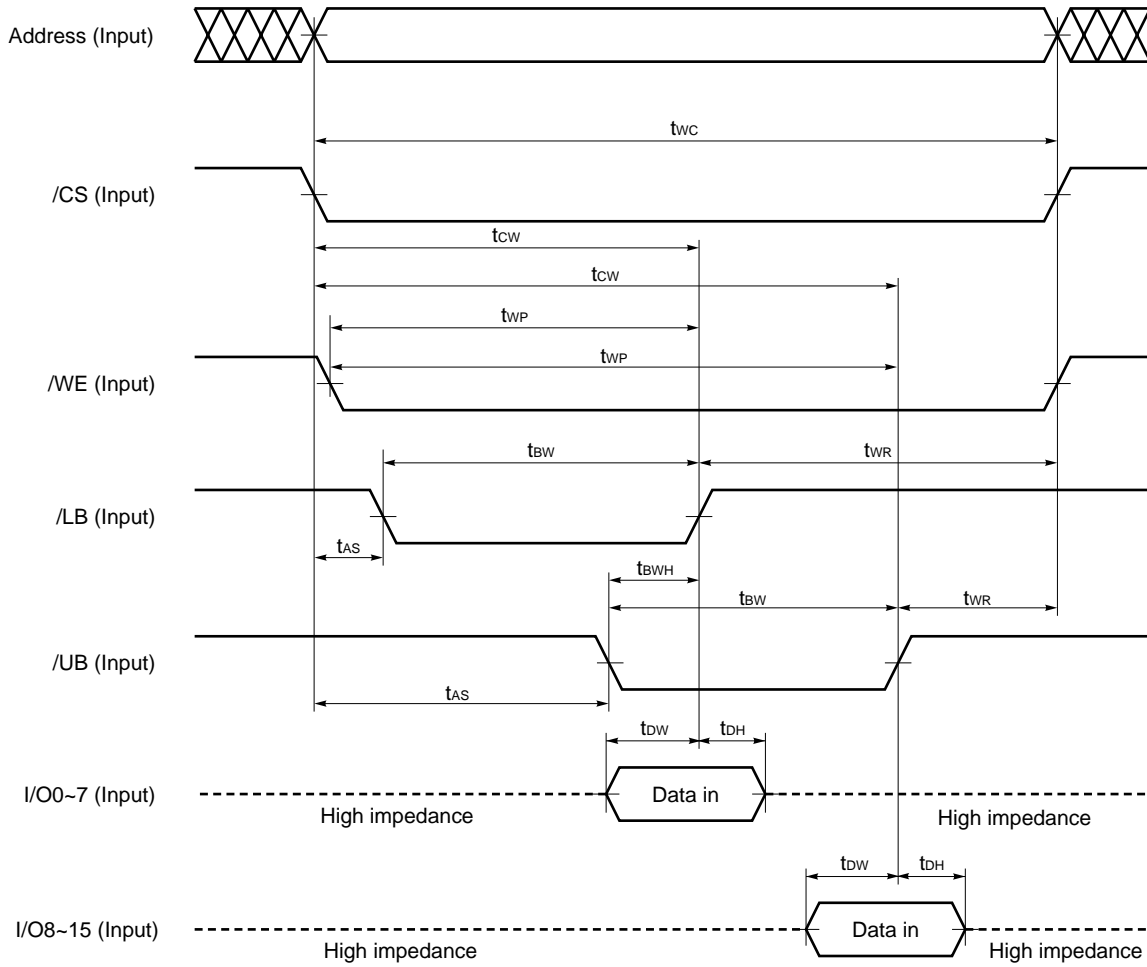 Address (Input)
tWC
/CS (Input)
tCW
tCW
tWP
tWP
/WE (Input)
tBW
tWR
/LB (Input)
tAS
tBWH
tBW
tWR
/UB (Input)
tAS
tDW
tDH
I/O0~7 (Input)
Data in
High impedance
High impedance
tDW
tDH
I/O8~15 (Input)
Data in
High impedance
High impedance